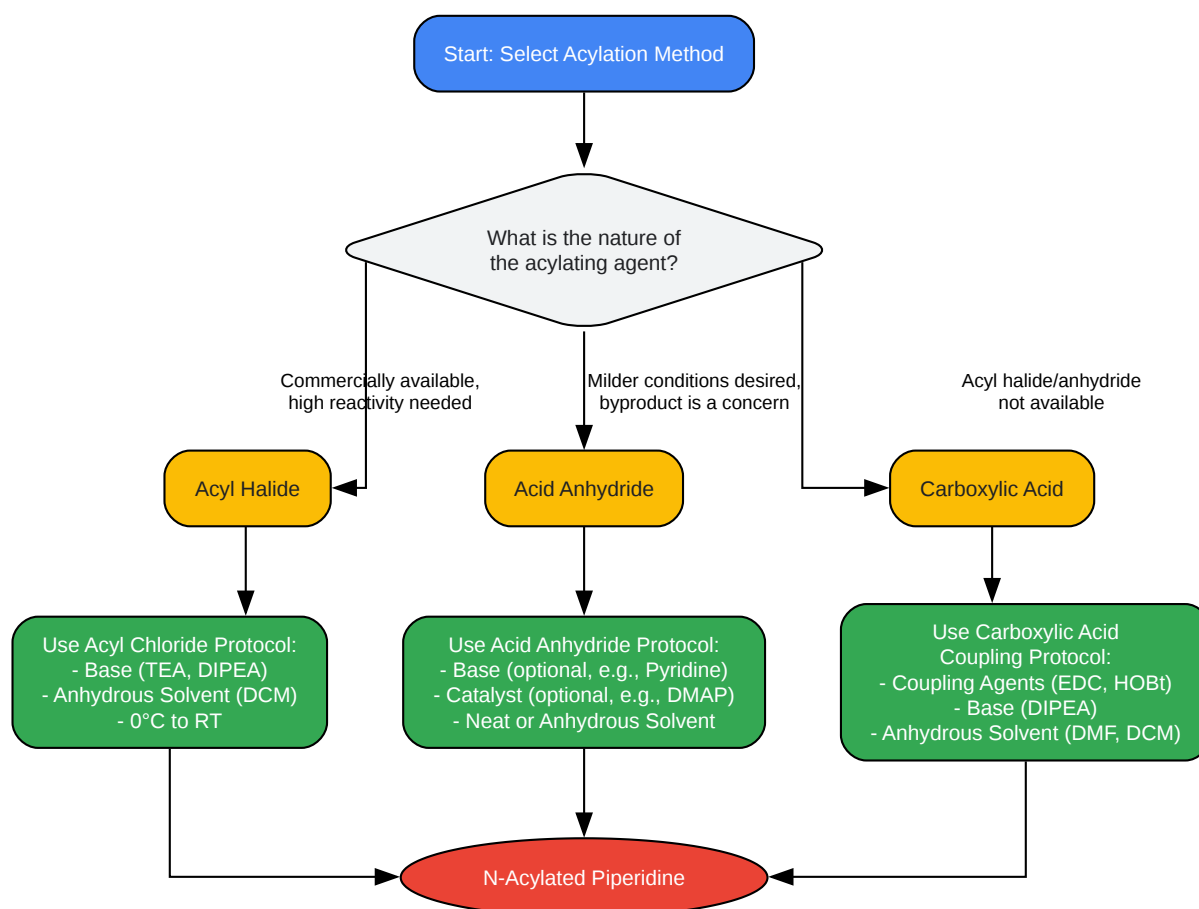 Start: Select Acylation Method
What is the nature of
the acylating agent?
Commercially available,
high reactivity needed
Milder conditions desired,
byproduct is a concern
Acyl halide/anhydride
not available
Acyl Halide
Acid Anhydride
Carboxylic Acid
Use Acyl Chloride Protocol:
- Base (TEA, DIPEA)
- Anhydrous Solvent (DCM)
- 0°C to RT
Use Acid Anhydride Protocol:
- Base (optional, e.g., Pyridine)
- Catalyst (optional, e.g., DMAP)
- Neat or Anhydrous Solvent
Use Carboxylic Acid
Coupling Protocol:
- Coupling Agents (EDC, HOBt)
- Base (DIPEA)
- Anhydrous Solvent (DMF, DCM)
N-Acylated Piperidine